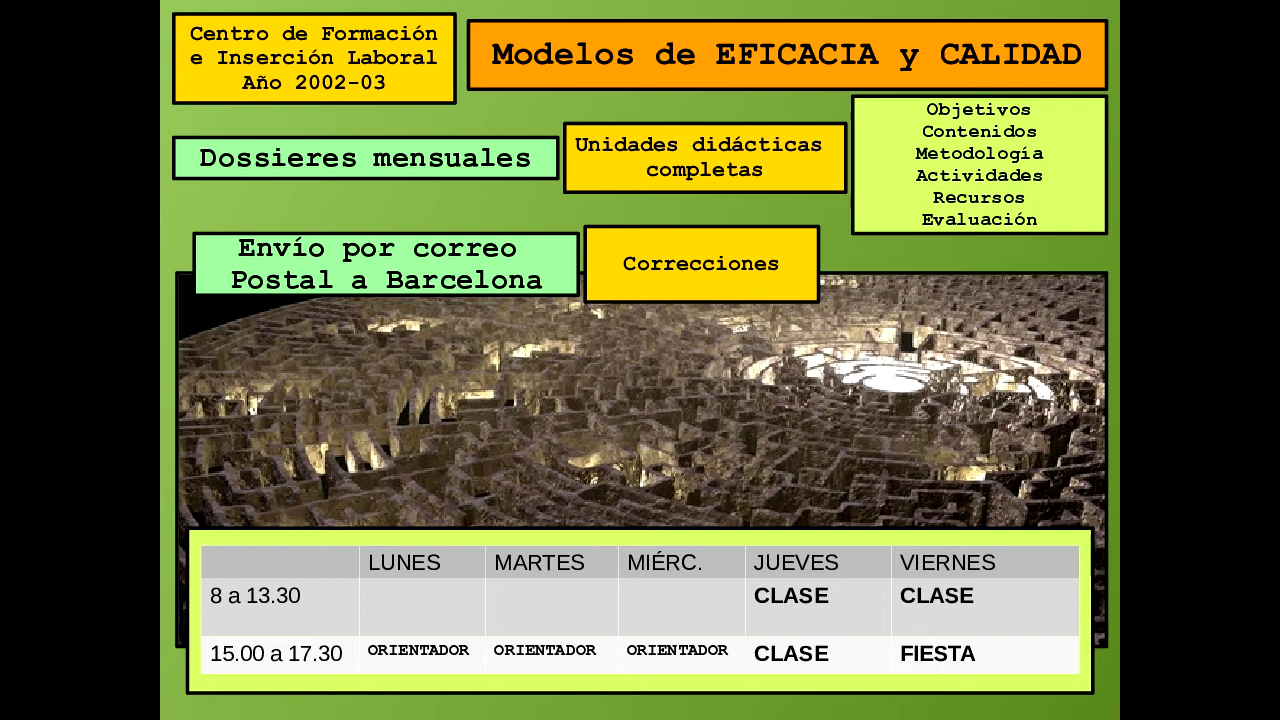 Centro de Formación
e Inserción Laboral
Año 2002-03
Modelos de EFICACIA y CALIDAD
Dossieres mensuales
Unidades didácticas
completas
Objetivos
Contenidos
Metodología
Actividades
Recursos
Evaluación
Envío por correo
Postal a Barcelona
Correcciones
LUNES MARTES MIÉRC. JUEVES VIERNES
8 a 13.30 CLASE CLASE
15.00 a 17.30 ORIENTADOR ORIENTADOR ORIENTADOR CLASE FIESTA